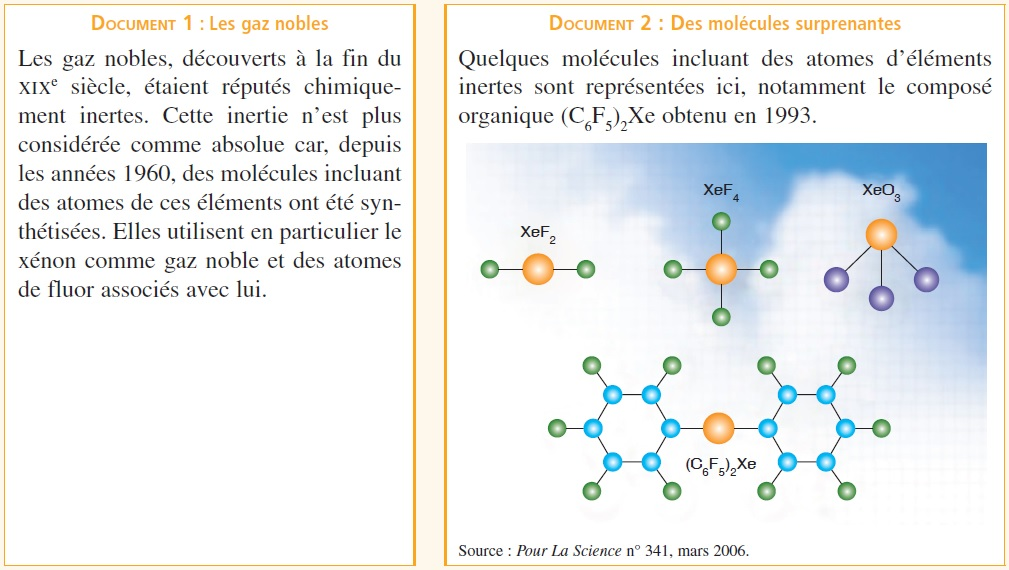 DOCUMENT 1 : Les gaz nobles
Les gaz nobles, découverts à la fin du
XIXe siècle, étaient réputés chimique-
ment inertes. Cette inertie n'est plus
considérée comme absolue car, depuis
les années 1960, des molécules incluant
des atomes de ces éléments ont été syn-
thétisées. Elles utilisent en particulier le
xénon comme gaz noble et des atomes
de fluor associés avec lui.
DOCUMENT 2 : Des molécules surprenantes
Quelques molécules incluant des atomes d'éléments
inertes sont représentées ici, notamment le composé
organique (C6F5)2Xe obtenu en 1993.
XeF2
XeF4
XeO3
(C6F5)2Xe
Source : Pour La Science n° 341, mars 2006.